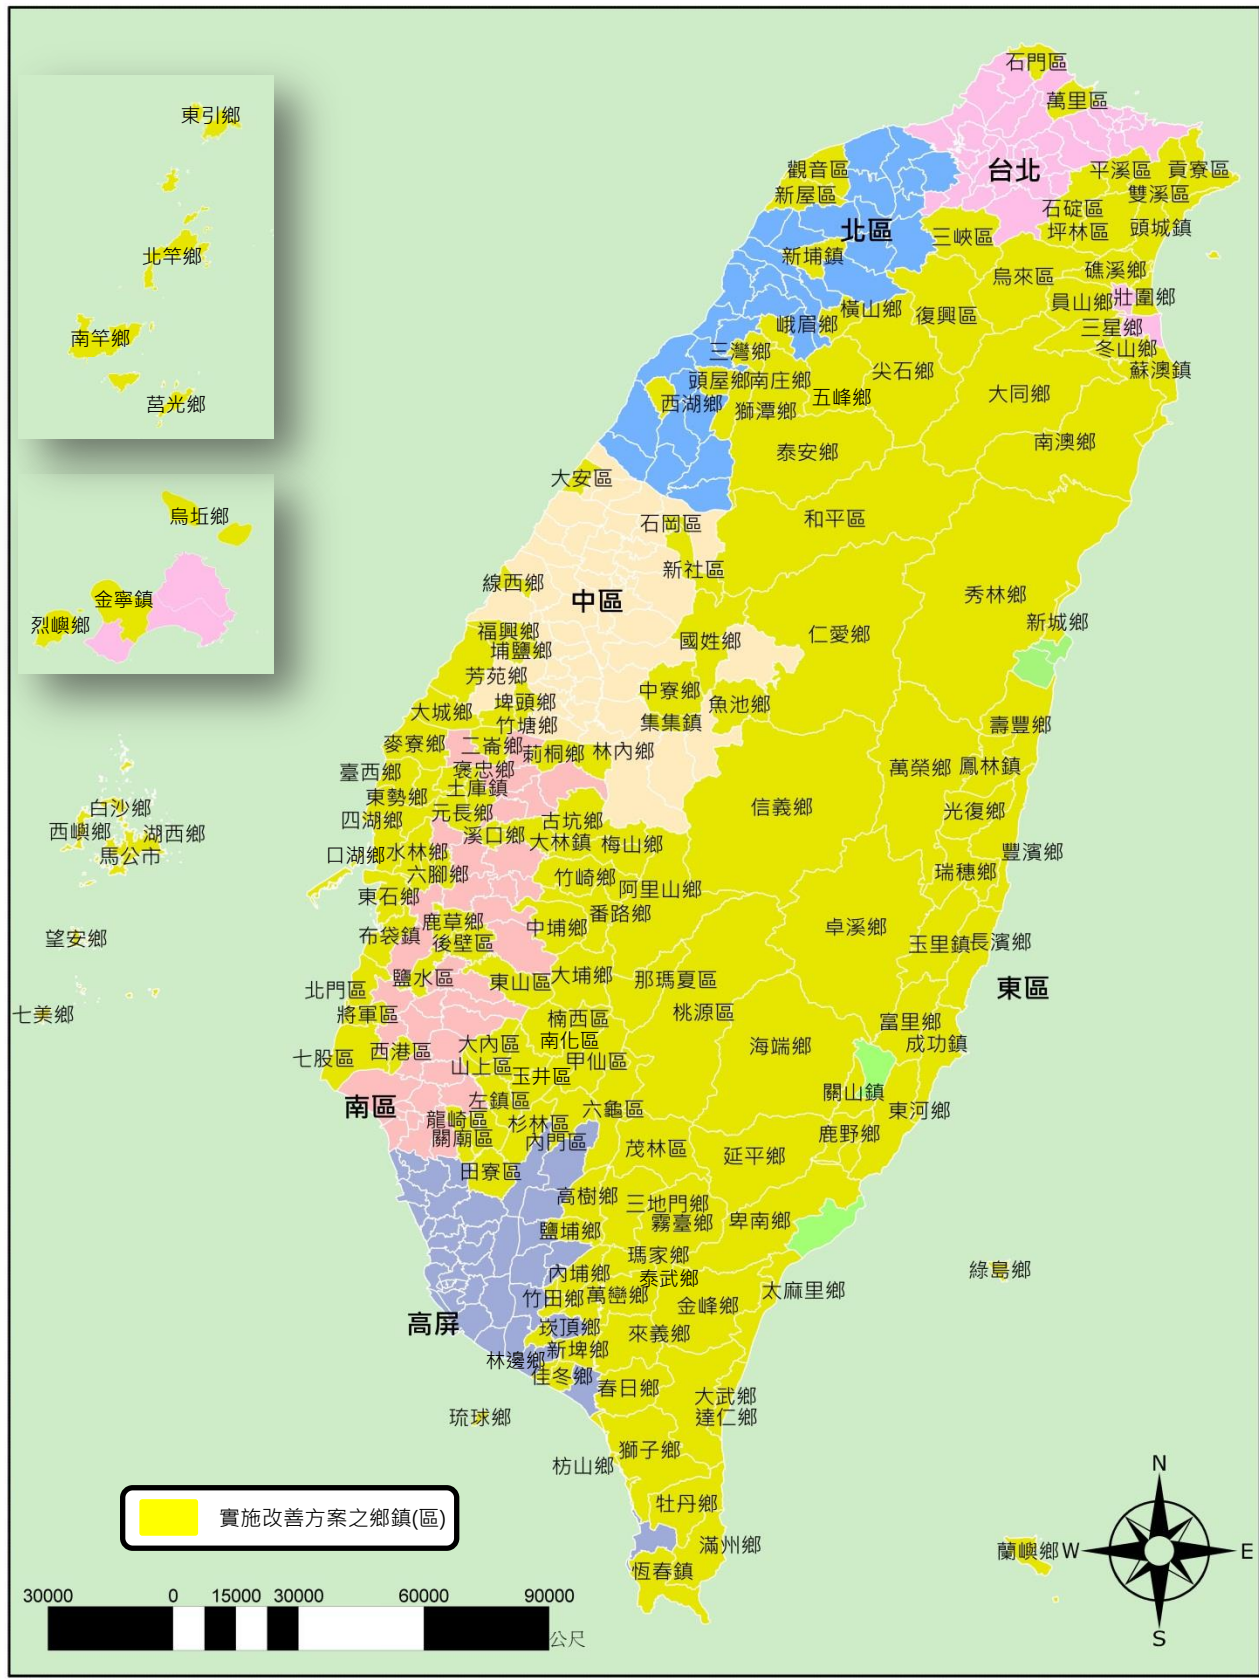 東引鄉
北竿鄉
南竿鄉
莒光鄉
烏坵鄉
金寧鎮
烈嶼鄉
白沙鄉
西嶼鄉
湖西鄉
馬公市
望安鄉
七美鄉
石門區
萬里區
台北
平溪區
貢寮區
雙溪區
石碇區
坪林區
頭城鎮
觀音區
新屋區
北區
三峽區
新埔鎮
烏來區
礁溪鄉
員山鄉
壯圍鄉
橫山鄉
復興區
峨眉鄉
三星鄉
冬山鄉
蘇澳鎮
三灣鄉
頭屋鄉
南庄鄉
尖石鄉
西湖鄉
獅潭鄉
五峰鄉
大同鄉
泰安鄉
南澳鄉
大安區
石岡區
和平區
新社區
線西鄉
中區
秀林鄉
新城鄉
福興鄉
埔鹽鄉
國姓鄉
仁愛鄉
芳苑鄉
埤頭鄉
中寮鄉
魚池鄉
大城鄉
竹塘鄉
集集鎮
壽豐鄉
麥寮鄉
二崙鄉
莿桐鄉
林內鄉
臺西鄉
褒忠鄉
土庫鎮
萬榮鄉
鳳林鎮
東勢鄉
四湖鄉
元長鄉
信義鄉
光復鄉
古坑鄉
溪口鄉
大林鎮
梅山鄉
口湖鄉
水林鄉
豐濱鄉
六腳鄉
竹崎鄉
阿里山鄉
瑞穗鄉
東石鄉
鹿草鄉
番路鄉
布袋鎮
後壁區
中埔鄉
卓溪鄉
玉里鎮
長濱鄉
鹽水區
東山區
大埔鄉
那瑪夏區
東區
北門區
將軍區
楠西區
桃源區
富里鄉
七股區
西港區
大內區
南化區
海端鄉
成功鎮
山上區
玉井區
甲仙區
關山鎮
南區
左鎮區
六龜區
東河鄉
龍崎區
杉林區
關廟區
內門區
茂林區
延平鄉
鹿野鄉
田寮區
高樹鄉
三地門鄉
霧臺鄉
卑南鄉
鹽埔鄉
瑪家鄉
內埔鄉
泰武鄉
太麻里鄉
綠島鄉
竹田鄉
萬巒鄉
金峰鄉
高屏
崁頂鄉
來義鄉
新埤鄉
林邊鄉
佳冬鄉
春日鄉
大武鄉
達仁鄉
琉球鄉
獅子鄉
枋山鄉
牡丹鄉
滿州鄉
恆春鎮
蘭嶼鄉
N
W
E
S
實施改善方案之鄉鎮(區)
30000 0 15000 30000 60000 90000
公尺